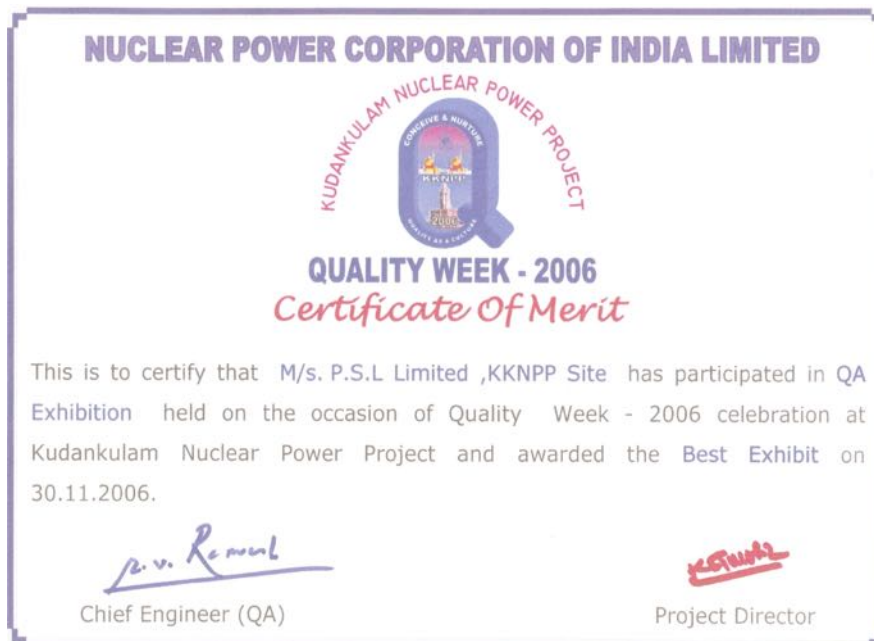 NUCLEAR POWER CORPORATION OF INDIA LIMITED
KUDANKULAM NUCLEAR POWER PROJECT
CONCEIVE & NURTURE
KKNPP
2006
QUALITY AS A CULTURE
QUALITY WEEK - 2006
Certificate Of Merit
This is to certify that M/s. P.S.L Limited ,KKNPP Site has participated in QA
Exhibition held on the occasion of Quality Week - 2006 celebration at
Kudankulam Nuclear Power Project and awarded the Best Exhibit on
30.11.2006.
Chief Engineer (QA)
Project Director